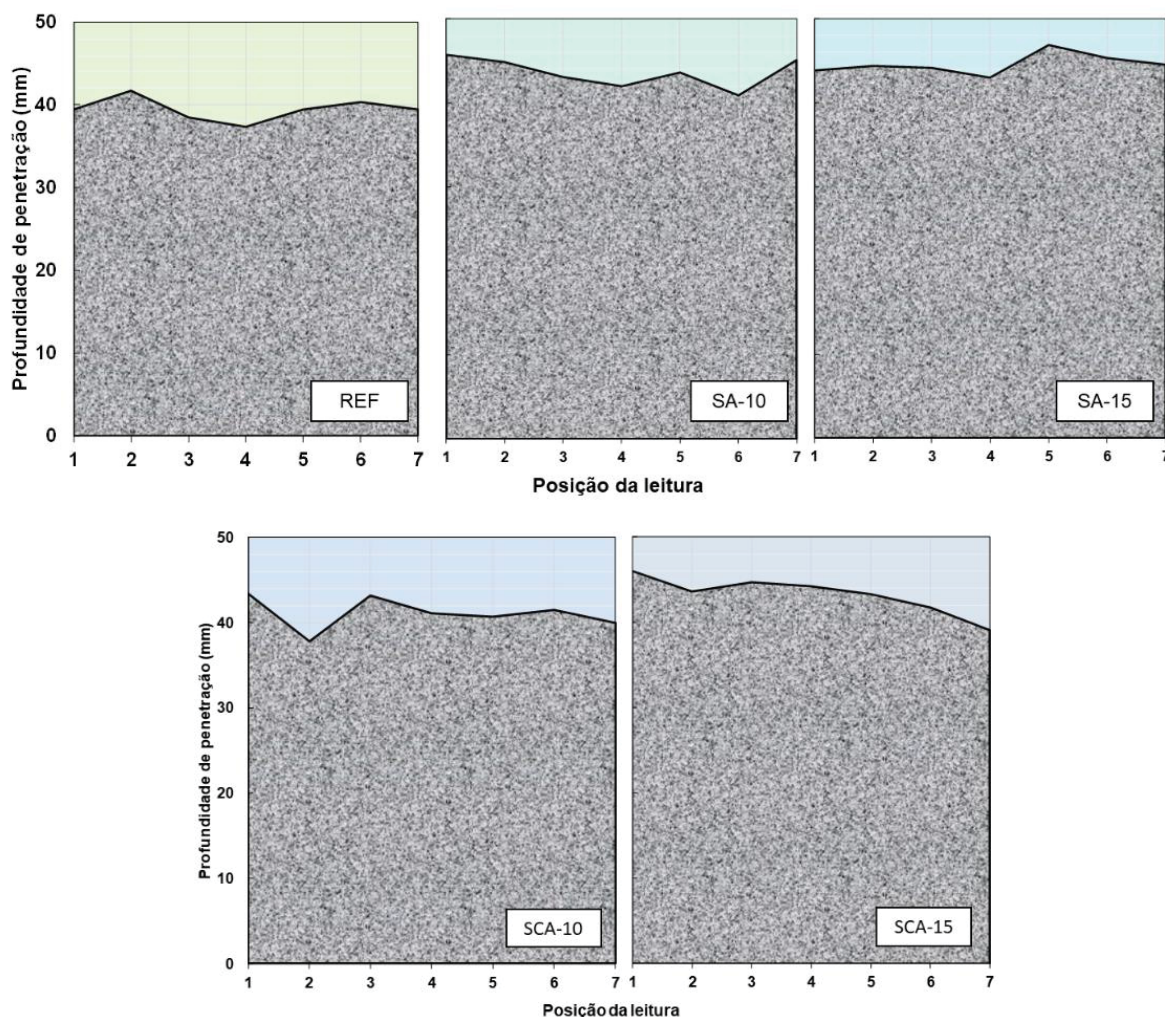 Profundidade de penetração (mm)
50
40
30
20
10
0
REF
1 2 3 4 5 6 7
SA-10
1 2 3 4 5 6 7
SA-15
1 2 3 4 5 6 7
Posição da leitura
Profundidade de penetração (mm)
50
40
30
20
10
0
SCA-10
1 2 3 4 5 6 7
SCA-15
1 2 3 4 5 6 7
Posição da leitura